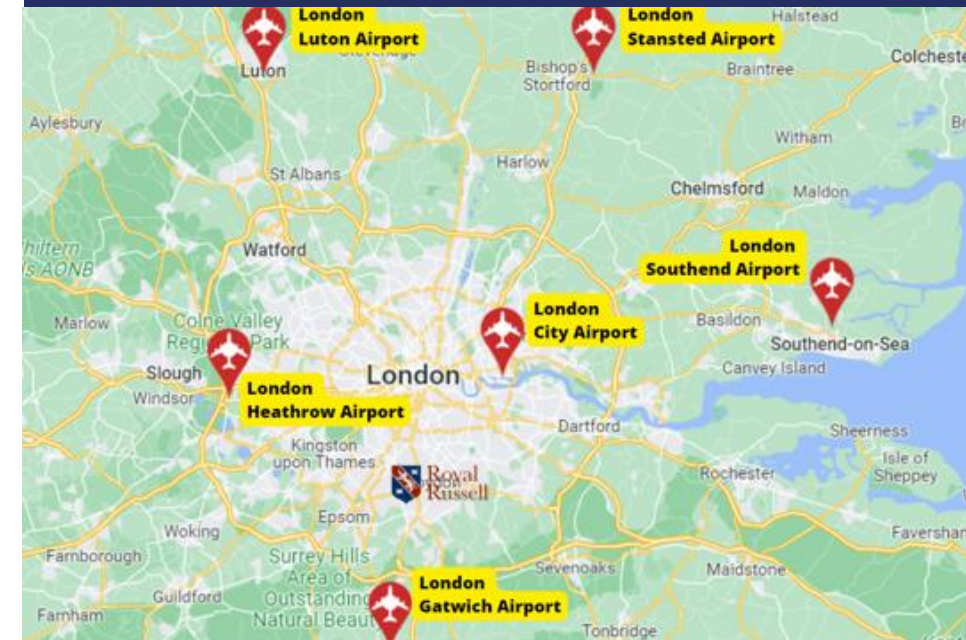 London
Luton Airport
London
Stansted Airport
Halstead
Colcheste
Luton
Bishop's
Stortford
Braintree
Aylesbury
Witham
Harlow
St Albans
Chelmsford
Maldon
Watford
London
Southend Airport
London
City Airport
Basildon
Marlow
Colne Valley
Park
Southend-on-Sea
Slough
London
Canvey Island
Windsor
London
Heathrow Airport
Dartford
Sheerness
Kingston
upon Thames
Isle of
Sheppey
Royal
Russell
Rochester
Epsom
Woking
Faversham
Farnborough
Surrey Hills
Area of
Outstanding
Natural Beaut
Sevenoaks
Maidstone
London
Gatwich Airport
Guildford
Farnham
Tonbridge